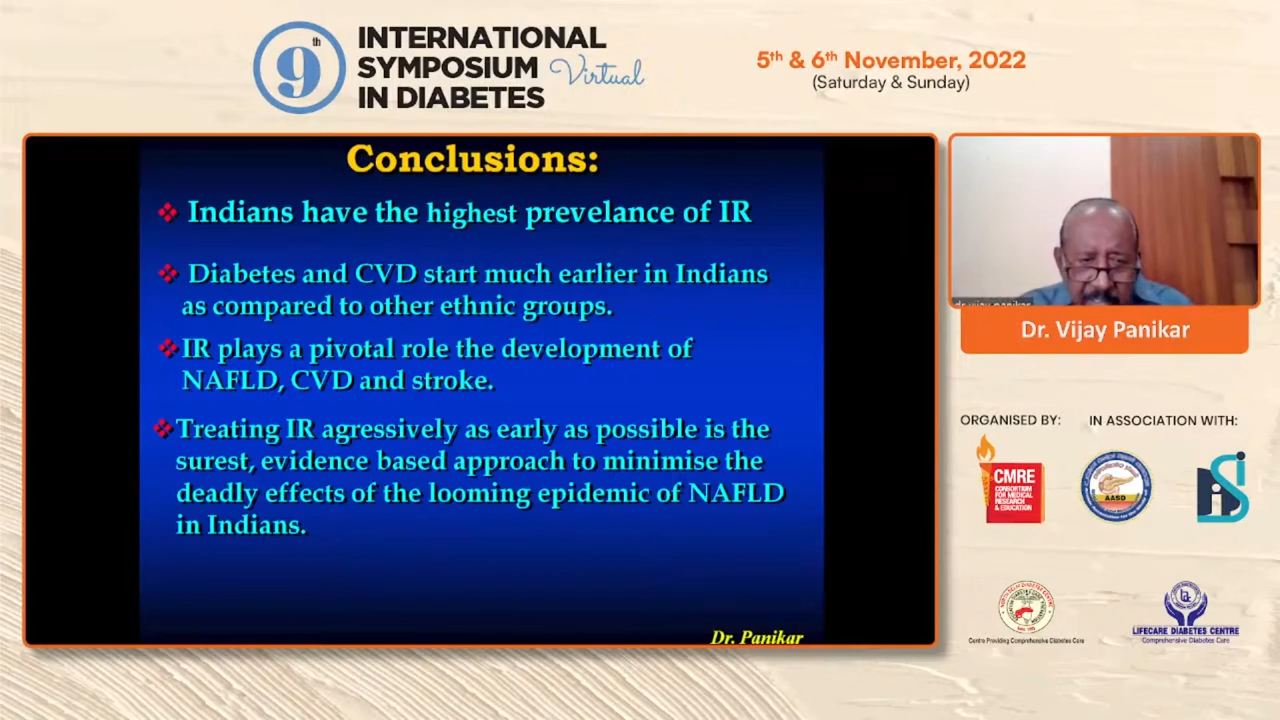 9th
INTERNATIONAL
SYMPOSIUM Virtual
IN DIABETES
5th & 6th November, 2022
(Saturday & Sunday)
Conclusions:
Indians have the highest prevelance of IR
Diabetes and CVD start much earlier in Indians
as compared to other ethnic groups.
IR plays a pivotal role the development of
NAFLD, CVD and stroke.
Treating IR agressively as early as possible is the
surest, evidence based approach to minimise the
deadly effects of the looming epidemic of NAFLD
in Indians.
Dr. Panikar
dr vijay panikar
Dr. Vijay Panikar
ORGANISED BY:
IN ASSOCIATION WITH:
CMRE
CONSORTIUM
FOR MEDICAL
RESEARCH
& EDUCATION
AASD
Centre Providing Comprehensive Diabetes Care
LIFECARE DIABETES CENTRE
Comprehensive Diabetes Care